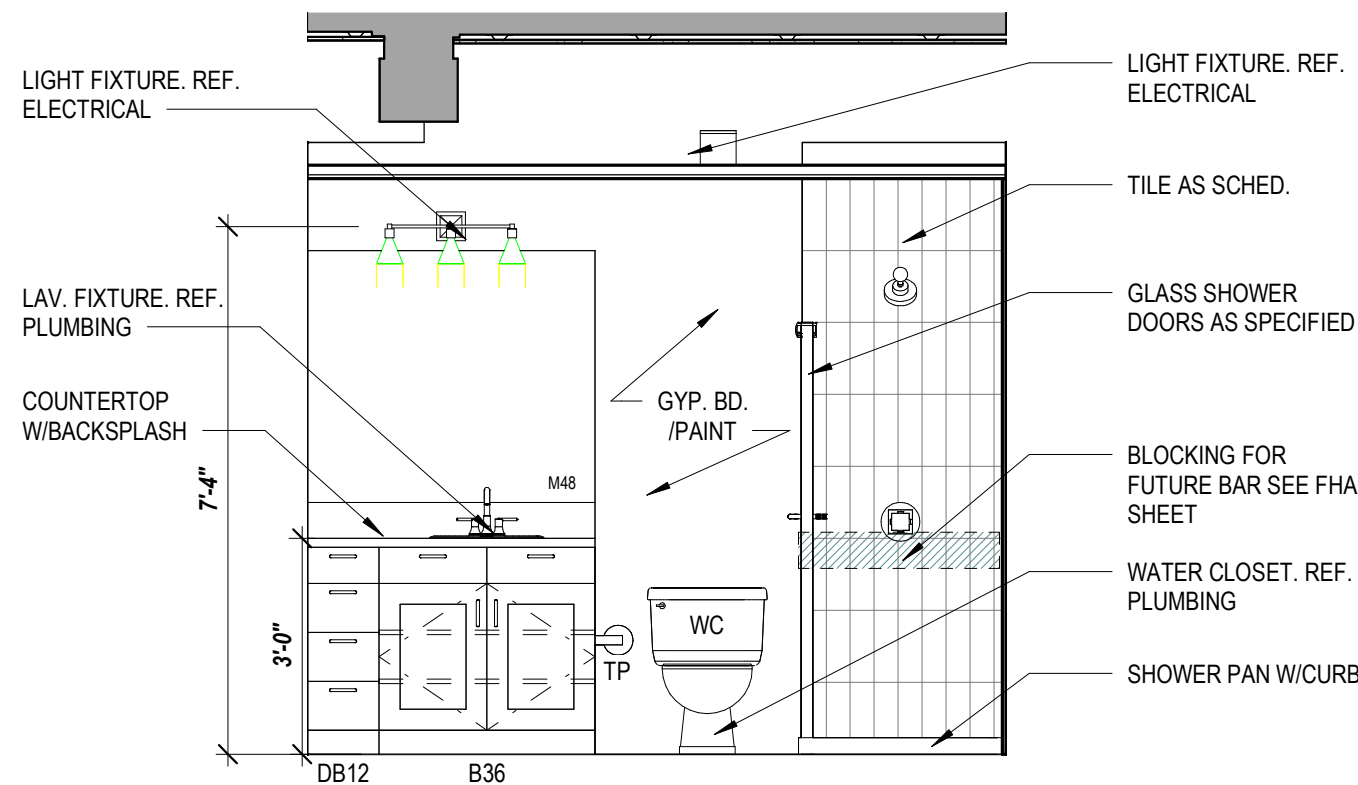 LIGHT FIXTURE. REF.
ELECTRICAL
LAV. FIXTURE. REF.
PLUMBING
COUNTERTOP
W/BACKSPLASH
7'-4"
3'-0"
M48
GYP. BD.
/PAINT
WC
TP
DB12
B36
LIGHT FIXTURE. REF.
ELECTRICAL
TILE AS SCHED.
GLASS SHOWER
DOORS AS SPECIFIED
BLOCKING FOR
FUTURE BAR SEE FHA
SHEET
WATER CLOSET. REF.
PLUMBING
SHOWER PAN W/CURB